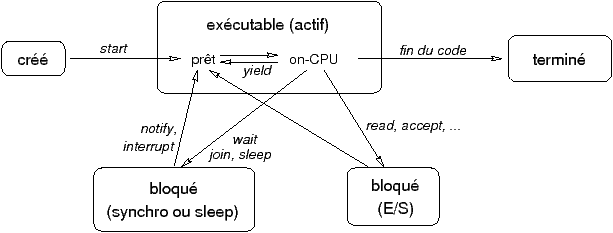 exécutable (actif)
créé
start
prêt
on-CPU
yield
fin du code
terminé
notify,
interrupt
wait
join, sleep
read, accept, ...
bloqué
(synchro ou sleep)
bloqué
(E/S)